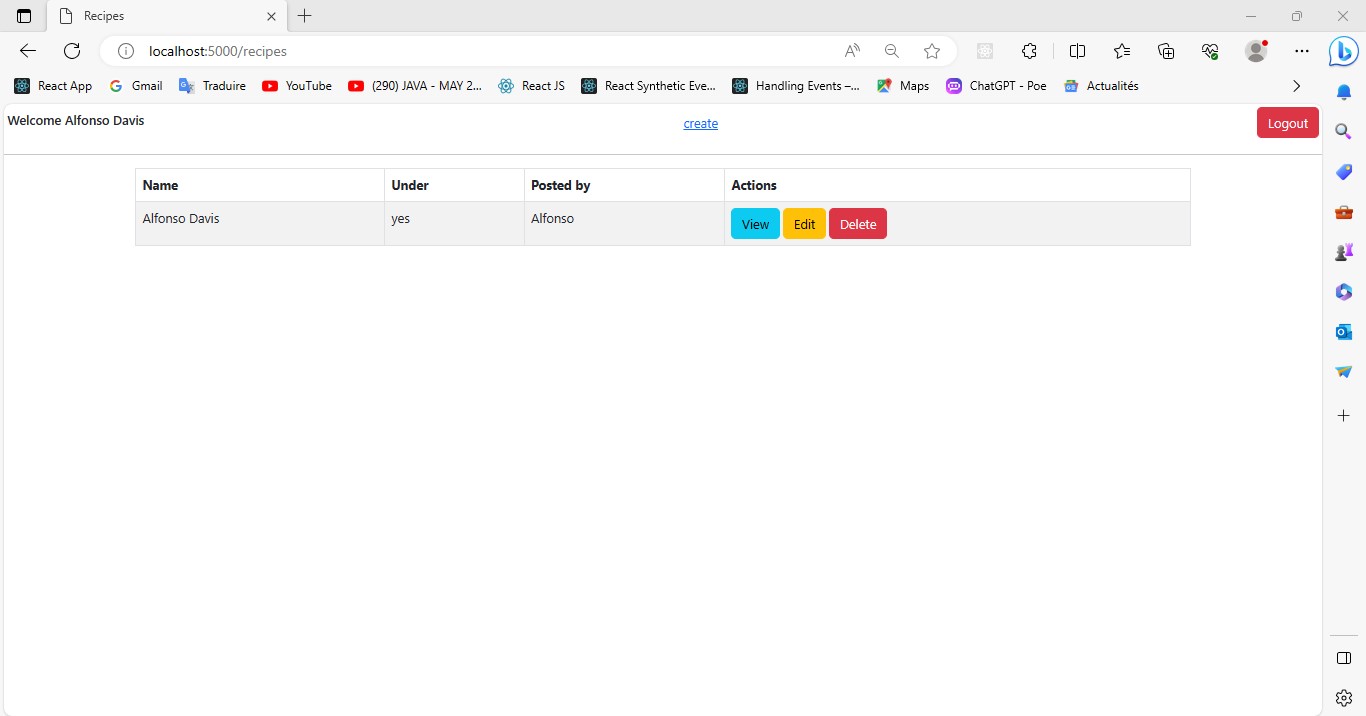 Recipes
localhost:5000/recipes
React App Gmail Traduire YouTube (290) JAVA - MAY 2... React JS React Synthetic Eve... Handling Events –... Maps ChatGPT - Poe Actualités
Welcome Alfonso Davis create Logout
Name Under Posted by Actions
Alfonso Davis yes Alfonso View Edit Delete